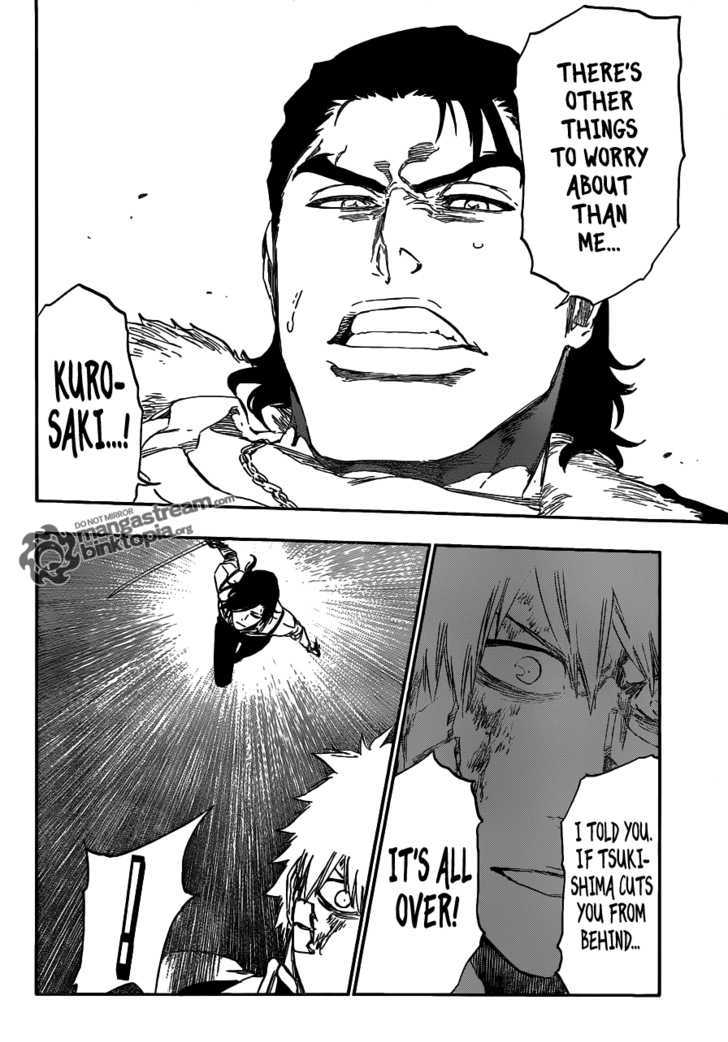 THERE'S
OTHER
THINGS
TO WORRY
ABOUT
THAN
ME...
KURO-
SAKI...!
DO NOT MIRROR
mangastream.com
binktopia.org
I TOLD YOU.
IF TSUKI-
SHIMA CUTS
YOU FROM
BEHIND...
IT'S ALL
OVER!
!